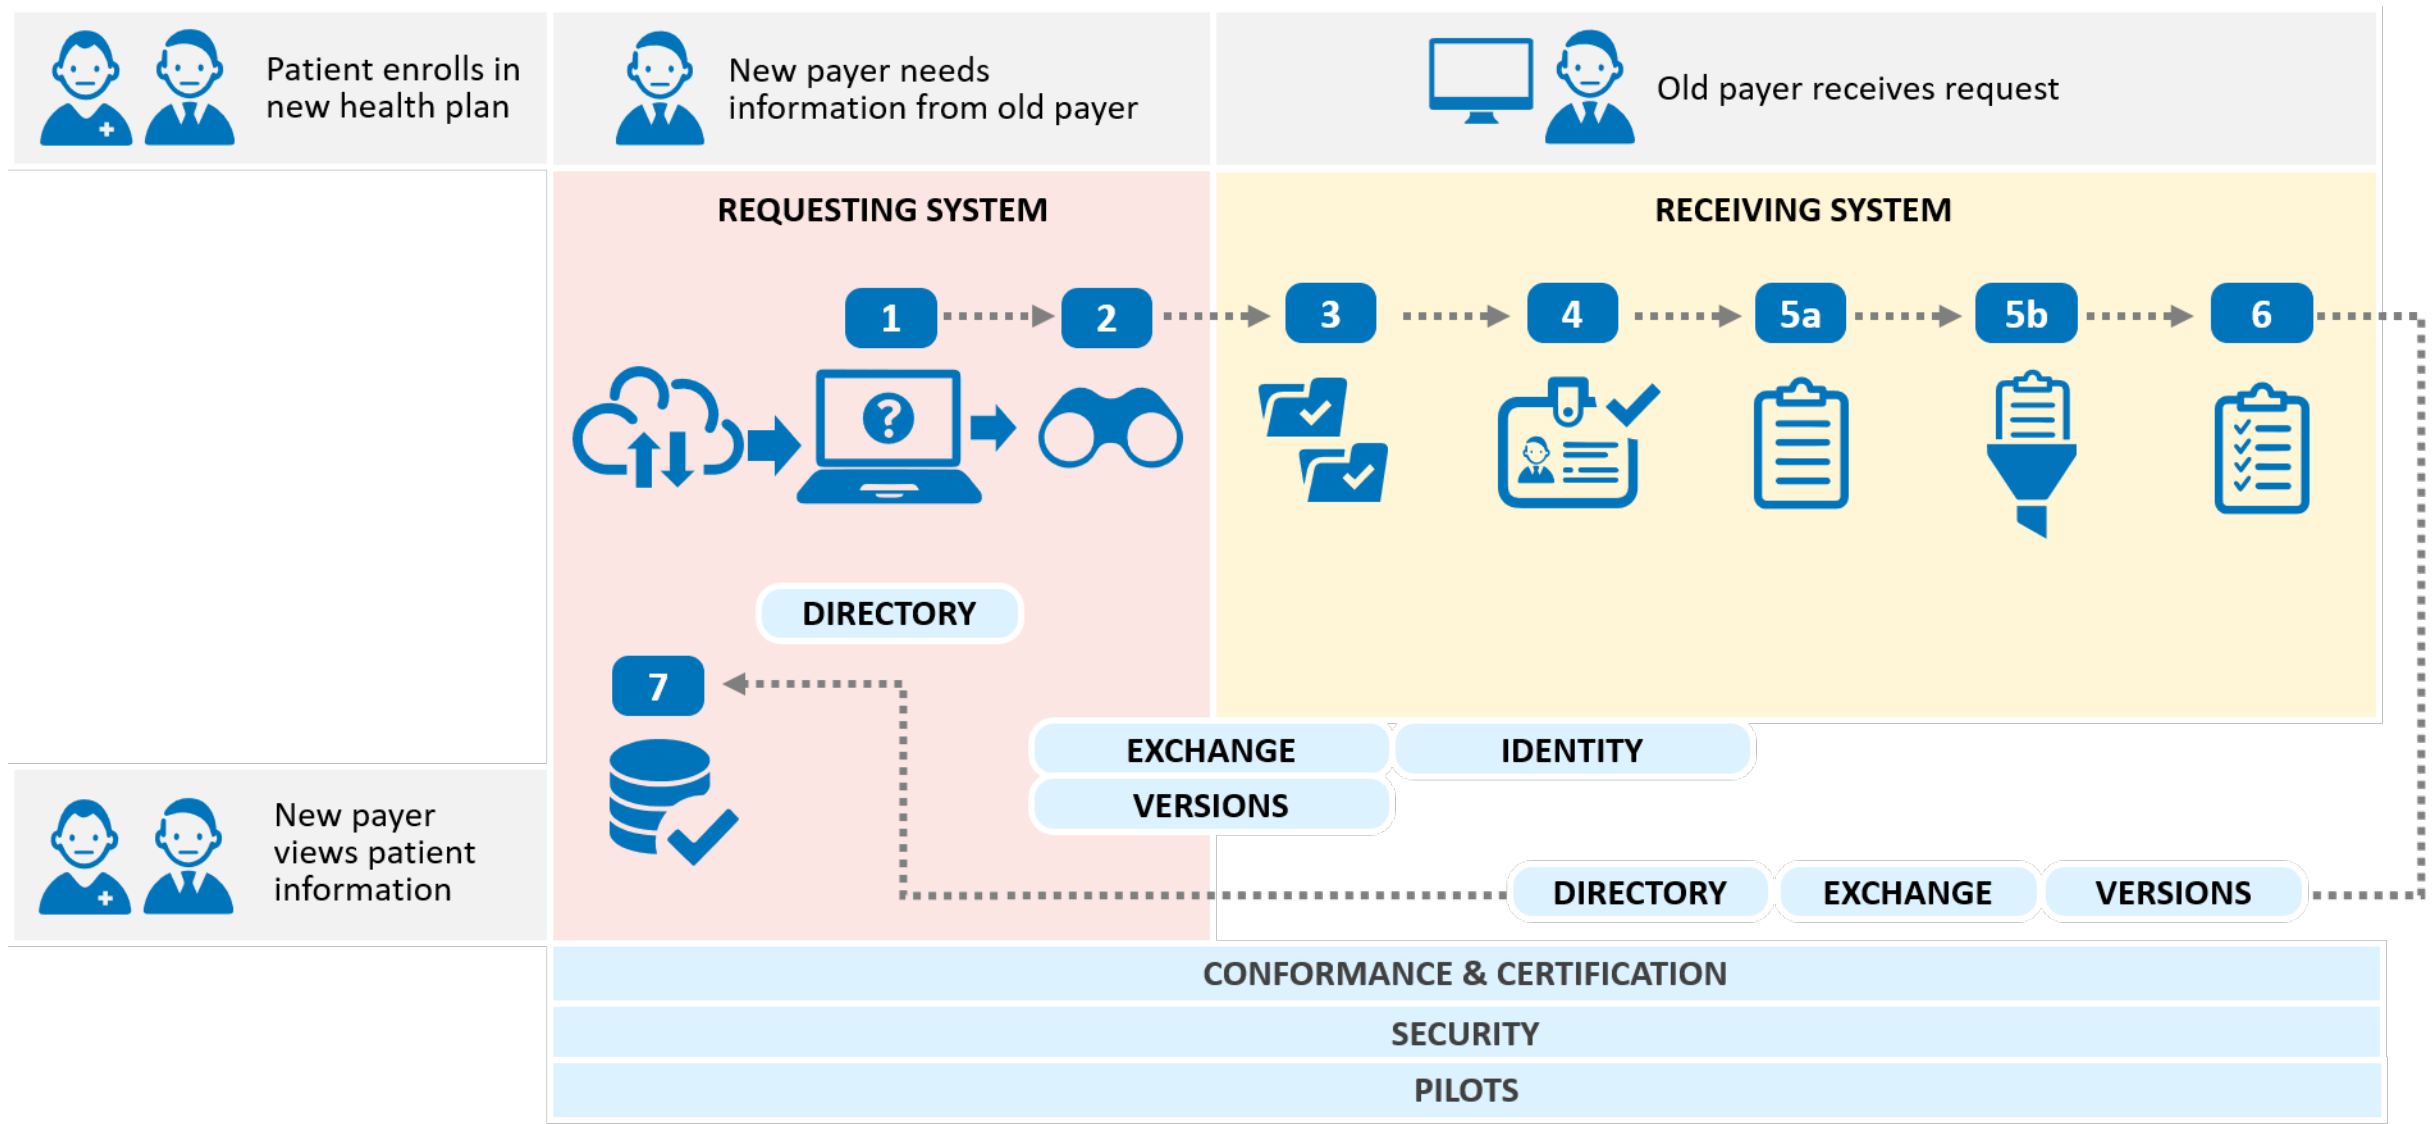 Patient enrolls in
new health plan
New payer needs
information from old payer
Old payer receives request
REQUESTING SYSTEM
RECEIVING SYSTEM
1
2
3
4
5a
5b
6
?
DIRECTORY
7
EXCHANGE
IDENTITY
VERSIONS
New payer
views patient
information
DIRECTORY
EXCHANGE
VERSIONS
CONFORMANCE & CERTIFICATION
SECURITY
PILOTS